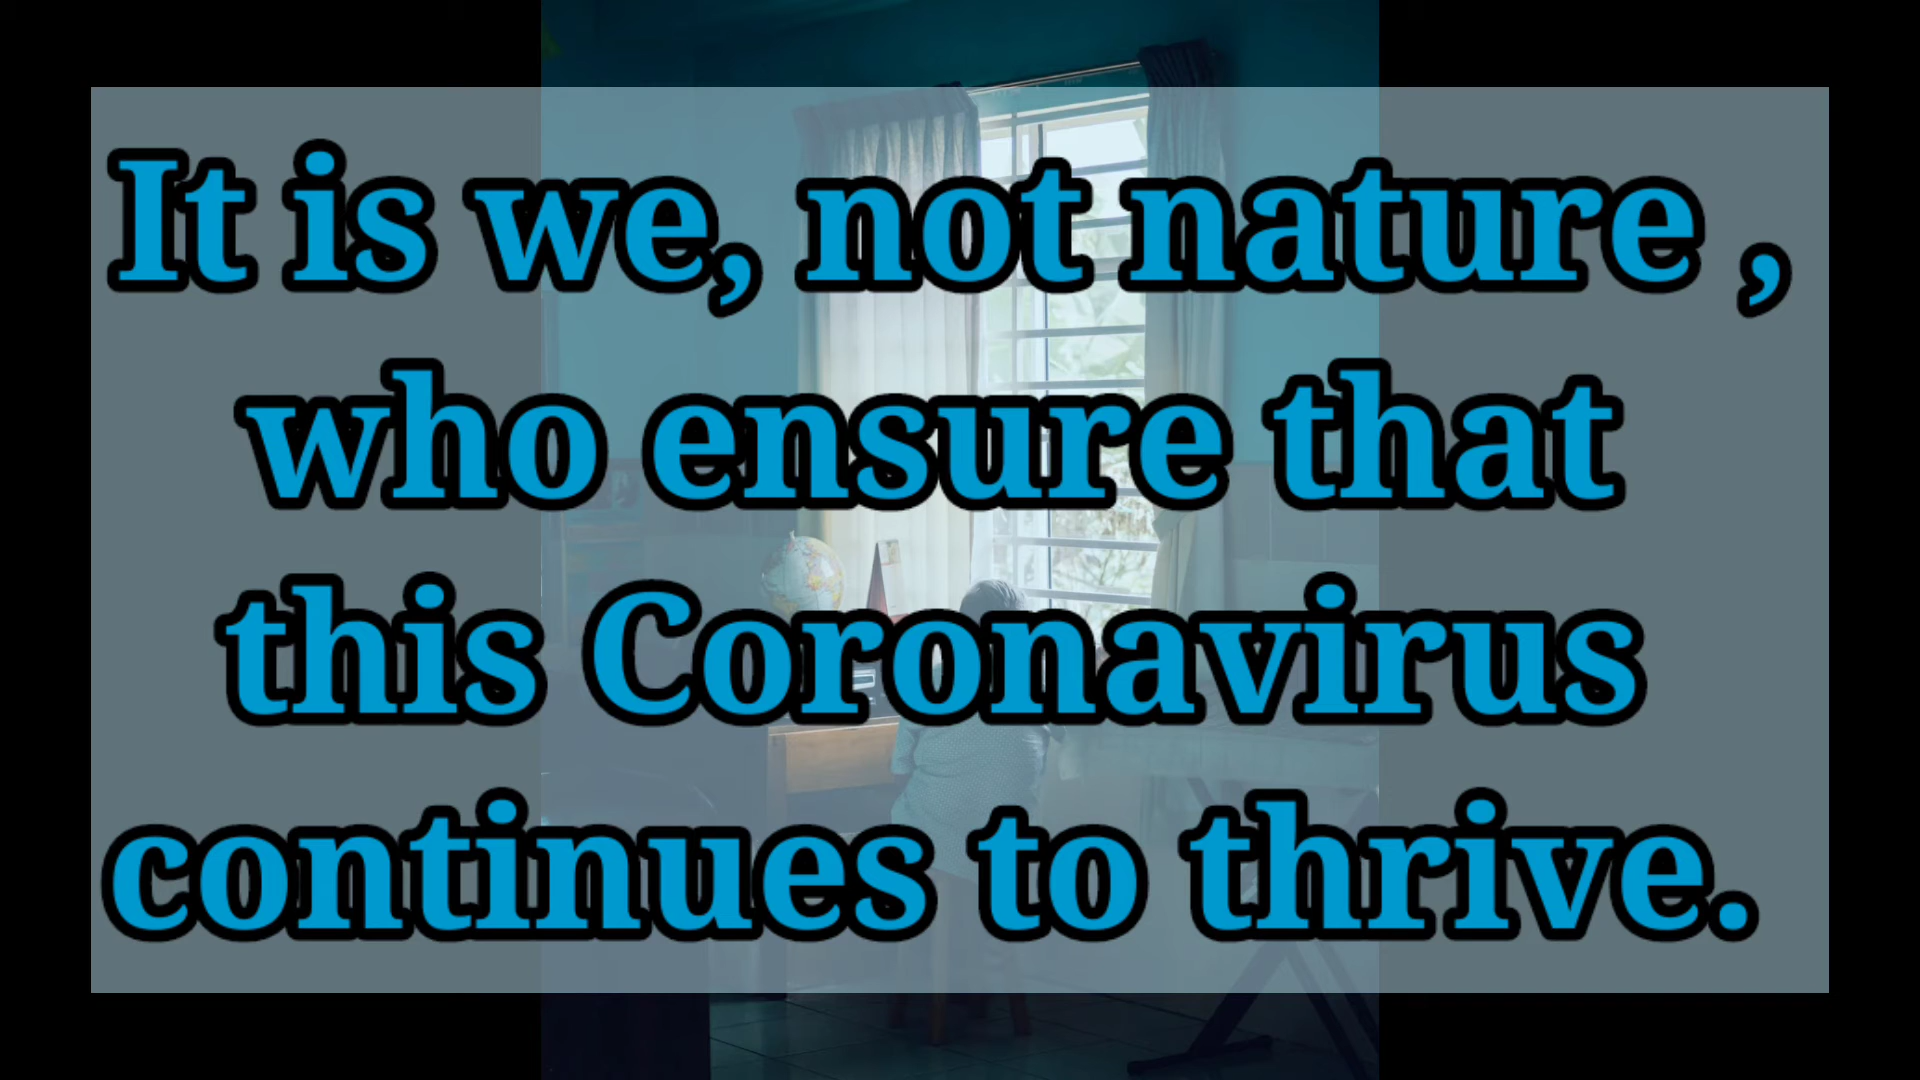 It is we, not nature ,
who ensure that
this Coronavirus
continues to thrive.